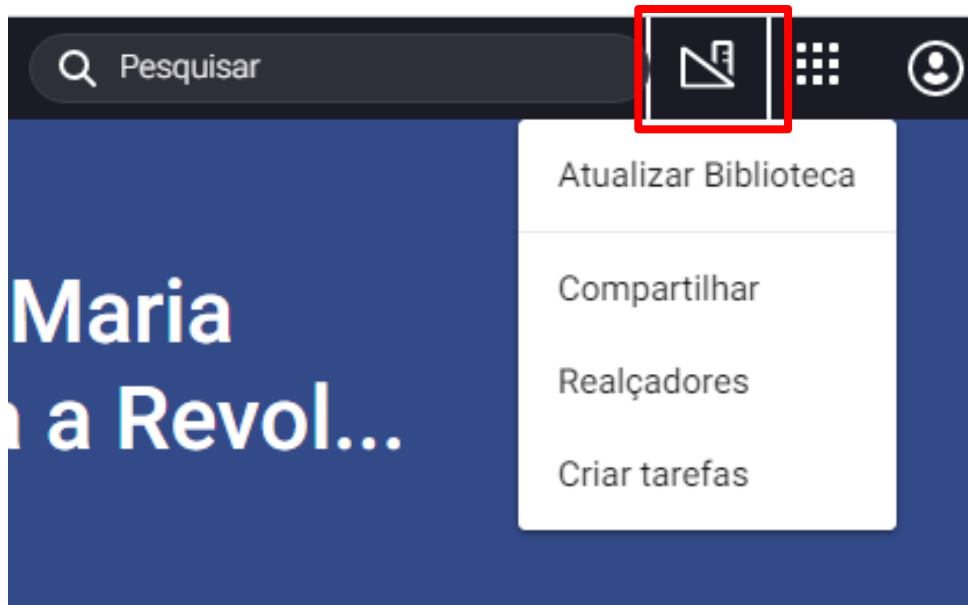 Pesquisar
Atualizar Biblioteca
Compartilhar
Realçadores
Criar tarefas
Maria
a Revol...